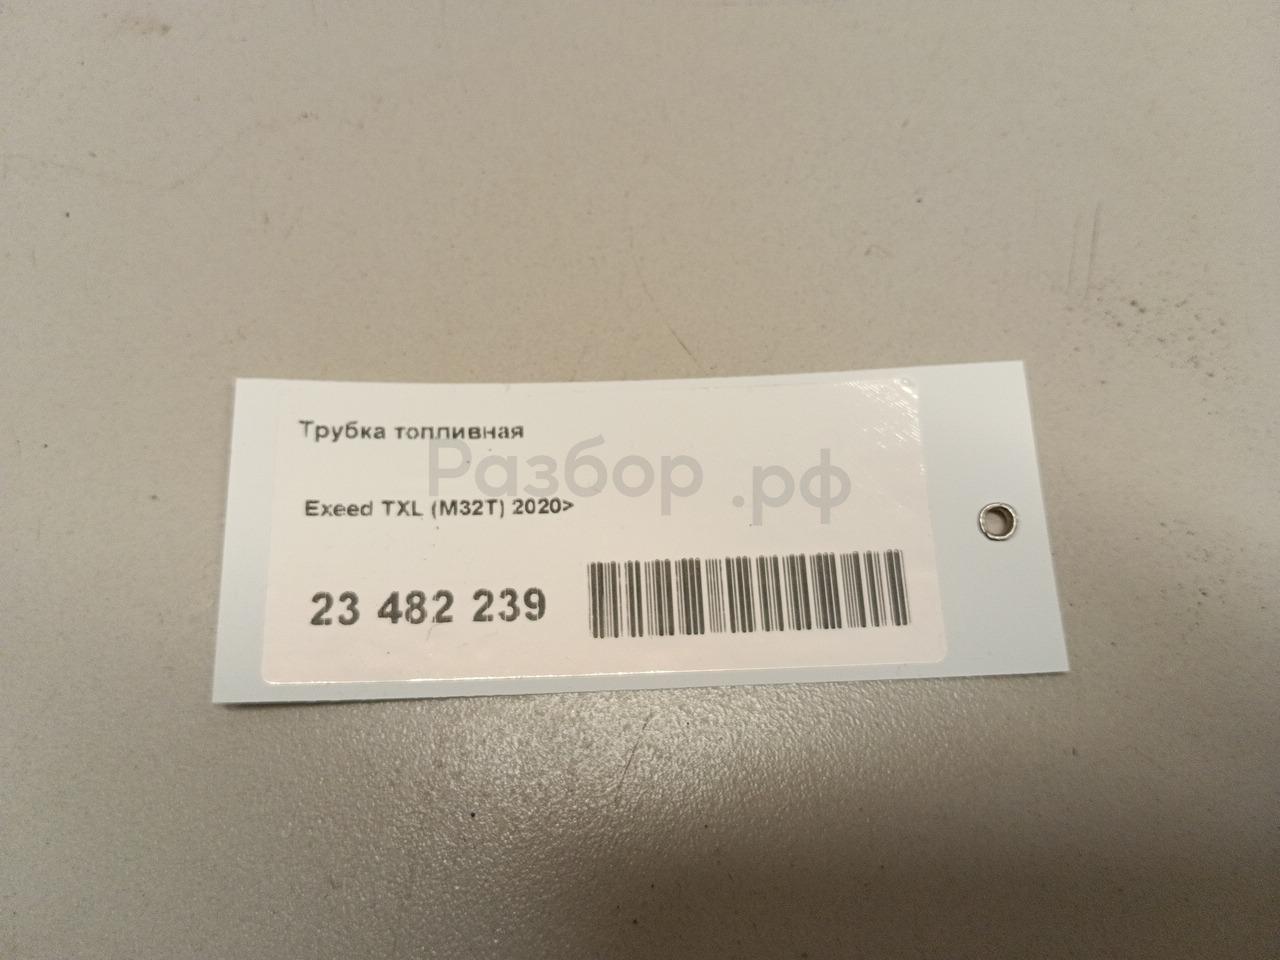 Трубка топливная
Разбор.рф
Exeed TXL (M32T) 2020>
23 482 239